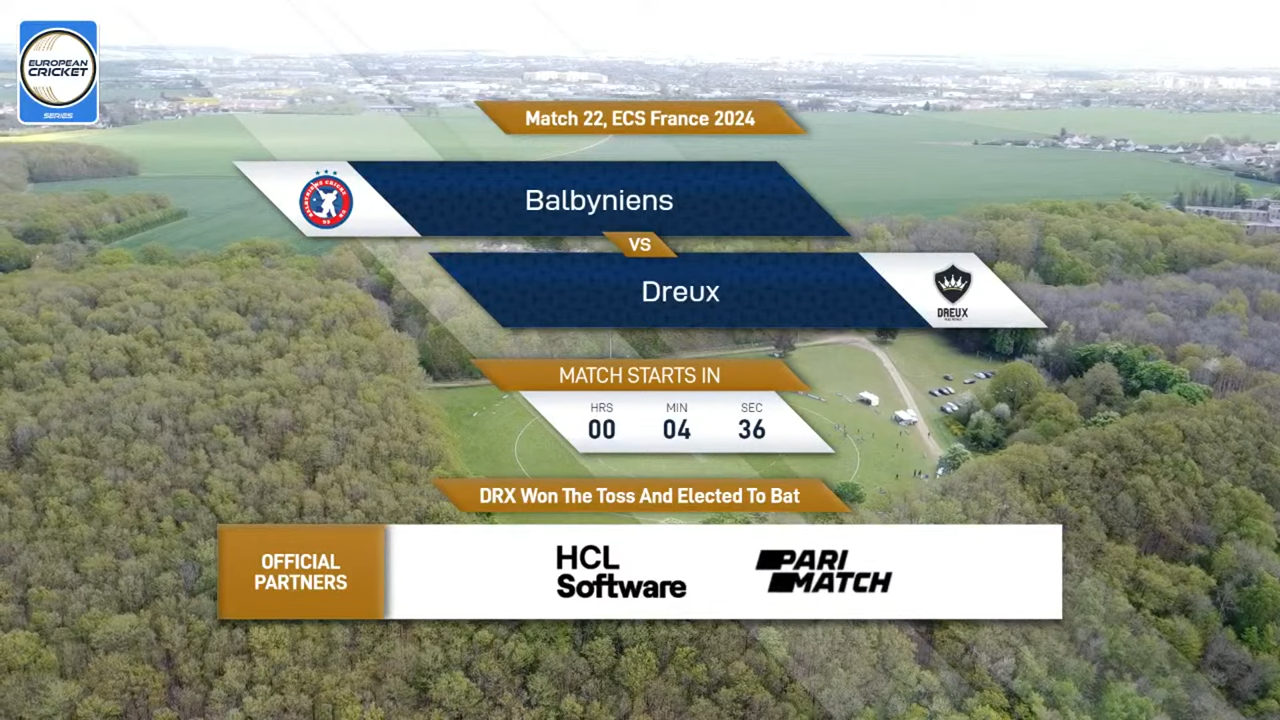 EUROPEAN
CRICKET
SERIES
Match 22, ECS France 2024
Balbyniens
VS
Dreux
DREUX
MATCH STARTS IN
HRS MIN SEC
00 04 36
DRX Won The Toss And Elected To Bat
OFFICIAL
PARTNERS
HCL
Software
PARI
MATCH